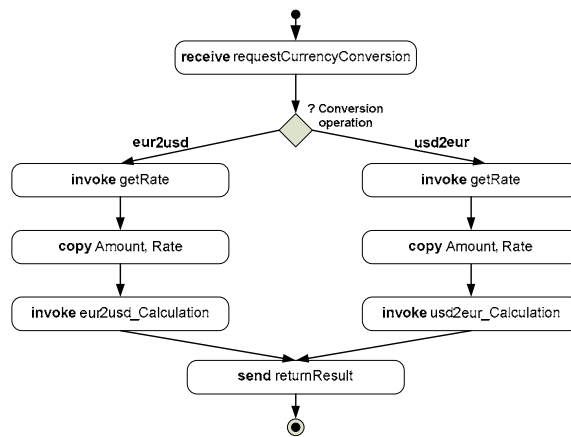 receive requestCurrencyConversion
? Conversion
operation
eur2usd
usd2eur
invoke getRate
invoke getRate
copy Amount, Rate
copy Amount, Rate
invoke eur2usd_Calculation
invoke usd2eur_Calculation
send returnResult